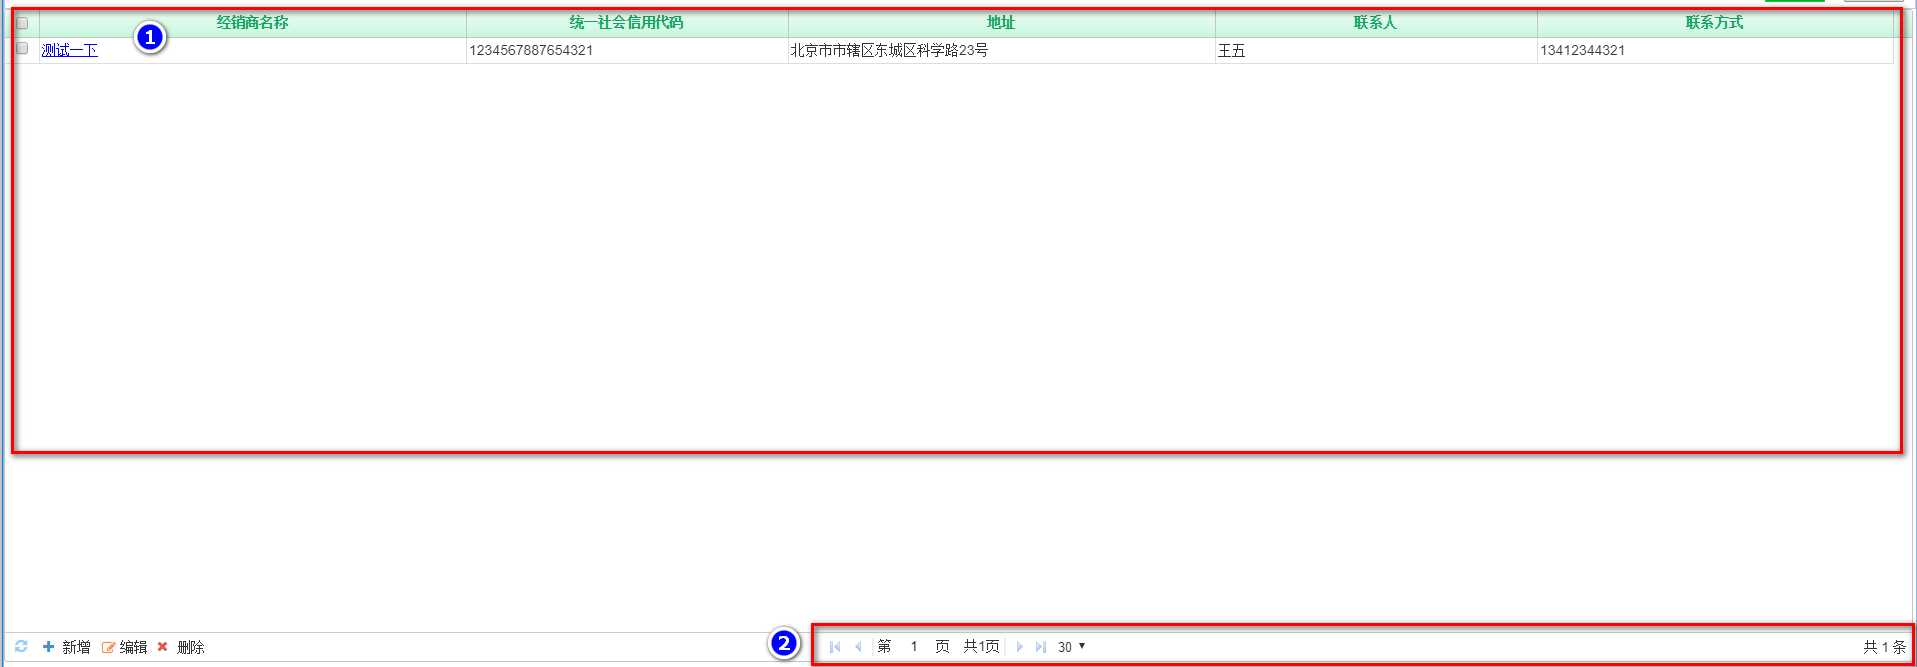 经销商名称 统一社会信用代码 地址 联系人 联系方式
1
测试一下 1234567887654321 北京市市辖区东城区科学路23号 王五 13412344321
新增 编辑 删除 2 第 1 页 共1页 30 共 1 条